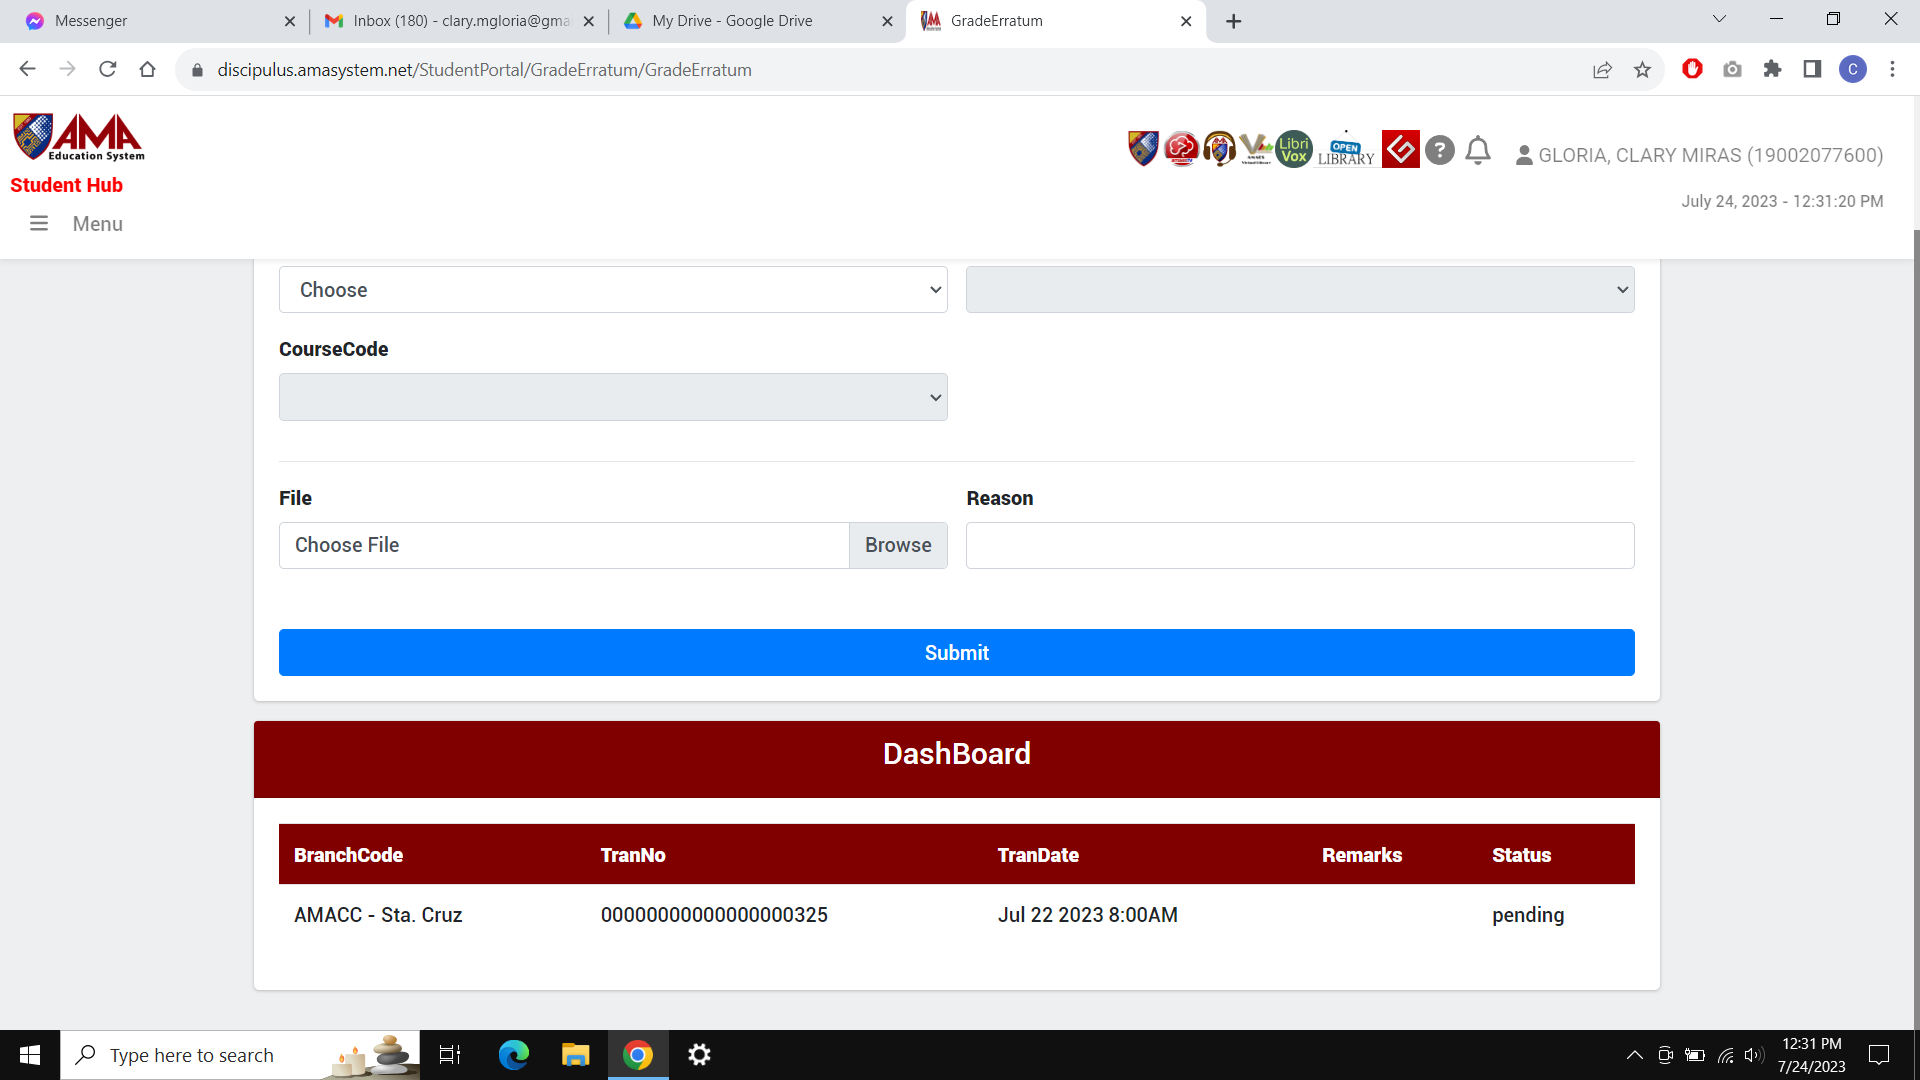 Messenger
Inbox (180) - clary.mgloria@gma
My Drive - Google Drive
GradeErratum
discipulus.amasystem.net/StudentPortal/GradeErratum/GradeErratum
C
AMA
Education System
Student Hub
Menu
Libri
Vox
OPEN
LIBRARY
?
GLORIA, CLARY MIRAS (19002077600)
July 24, 2023 - 12:31:20 PM
Choose
CourseCode
File
Reason
Choose File
Browse
Submit
DashBoard
BranchCode TranNo TranDate Remarks Status
AMACC - Sta. Cruz 00000000000000000325 Jul 22 2023 8:00AM pending
Type here to search
12:31 PM
7/24/2023